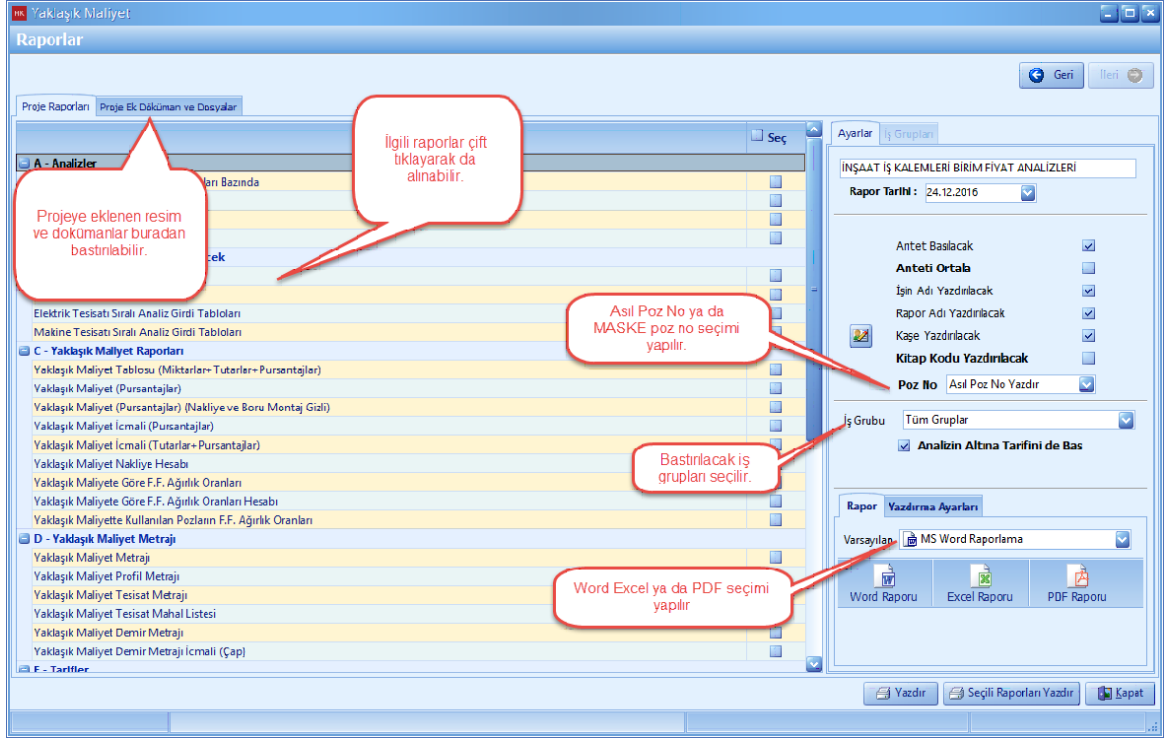 HK Yaklaşık Maliyet
Raporlar
Geri
İleri
Proje Raporları
Proje Ek Döküman ve Dosyalar
Seç
A - Analizler
Bazında
Elektrik Tesisatı Sıralı Analiz Girdi Tabloları
Makine Tesisatı Sıralı Analiz Girdi Tabloları
C - Yaklaşık Maliyet Raporları
Yaklaşık Maliyet Tablosu (Miktarlar+Tutarlar+Pursantajlar)
Yaklaşık Maliyet (Pursantajlar)
Yaklaşık Maliyet (Pursantajlar) (Nakliye ve Boru Montaj Gizli)
Yaklaşık Maliyet İcmali (Pursantajlar)
Yaklaşık Maliyet İcmali (Tutarlar+Pursantajlar)
Yaklaşık Maliyet Nakliye Hesabı
Yaklaşık Maliyete Göre F.F. Ağırlık Oranları
Yaklaşık Maliyete Göre F.F. Ağırlık Oranları Hesabı
Yaklaşık Maliyette Kullanılan Pozların F.F. Ağırlık Oranları
D - Yaklaşık Maliyet Metrajı
Yaklaşık Maliyet Metrajı
Yaklaşık Maliyet Profil Metrajı
Yaklaşık Maliyet Tesisat Metrajı
Yaklaşık Maliyet Tesisat Mahal Listesi
Yaklaşık Maliyet Demir Metrajı
Yaklaşık Maliyet Demir Metrajı İcmali (Çap)
E - Tarifler
Projeye eklenen resim
ve dokümanlar buradan
bastırılabilir.
İlgili raporlar çift
tıklayarak da
alınabilir.
Asıl Poz No ya da
MASKE poz no seçimi
yapılır.
Bastırılacak iş
grupları seçilir.
Word Excel ya da PDF seçimi
yapılır
Ayarlar
İş Grupları
İNŞAAT İŞ KALEMLERİ BİRİM FİYAT ANALİZLERİ
Rapor Tarihi : 24.12.2016
Antet Basılacak
Anteti Ortala
İşin Adı Yazdırılacak
Rapor Adı Yazdırılacak
Kaşe Yazdırılacak
Kitap Kodu Yazdırılacak
Poz No Asıl Poz No Yazdır
İş Grubu Tüm Gruplar
Analizin Altına Tarifini de Bas
Rapor
Yazdırma Ayarları
Varsayılan MS Word Raporlama
Word Raporu
Excel Raporu
PDF Raporu
Yazdır
Seçili Raporları Yazdır
Kapat